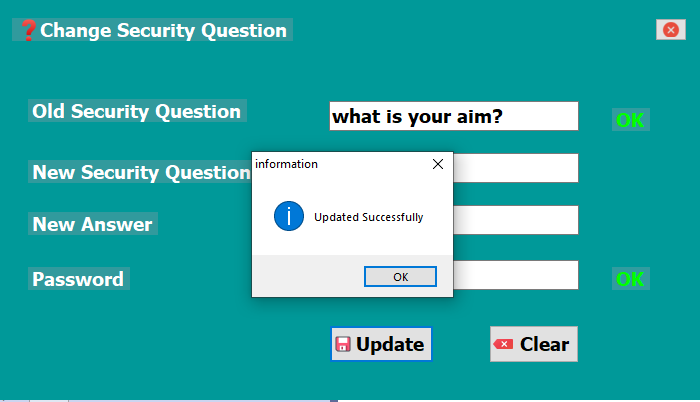 ❓Change Security Question
Old Security Question
what is your aim?
OK
information
New Security Question
Updated Successfully
New Answer
OK
Password
OK
Update
Clear